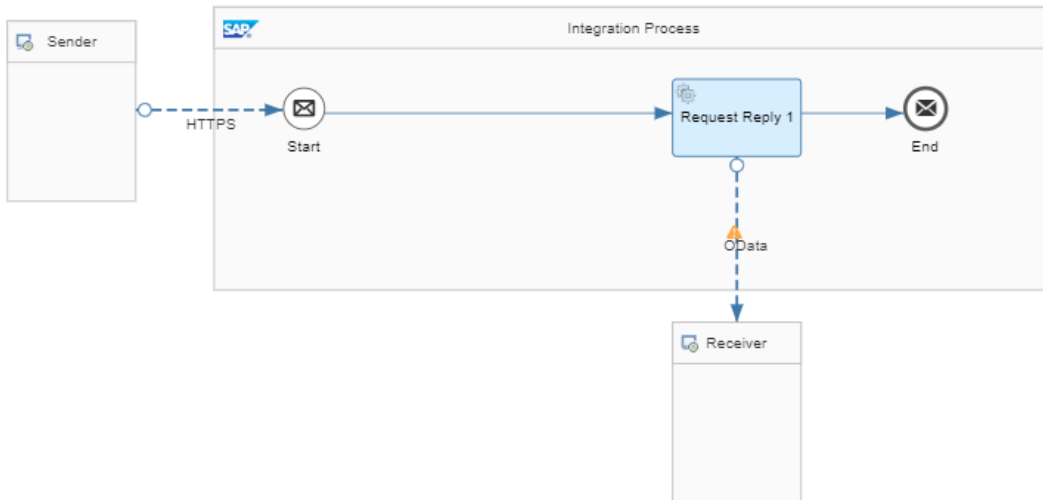 Sender
SAP
Integration Process
HTTPS
Start
Request Reply 1
End
OData
Receiver